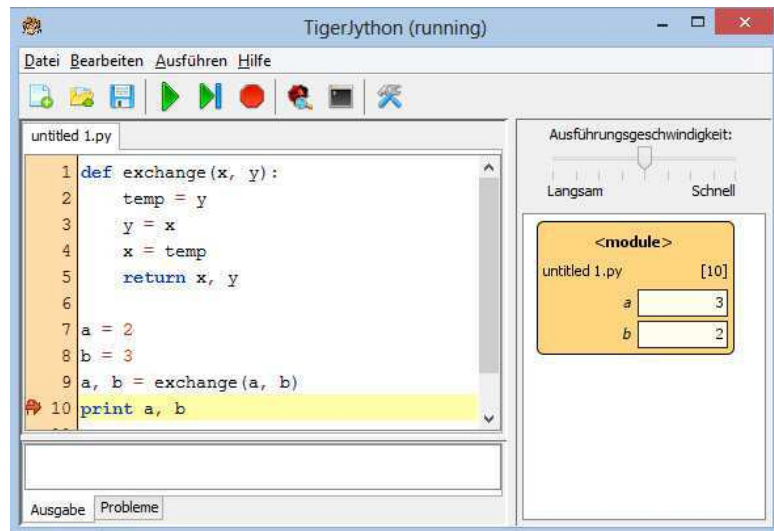 TigerJython (running)
Datei Bearbeiten Ausführen Hilfe
untitled 1.py
1 def exchange(x, y):
2 temp = y
3 y = x
4 x = temp
5 return x, y
6
7 a = 2
8 b = 3
9 a, b = exchange(a, b)
10 print a, b
Ausgabe Probleme
Ausführungsgeschwindigkeit:
Langsam Schnell
<module>
untitled 1.py [10]
a 3
b 2